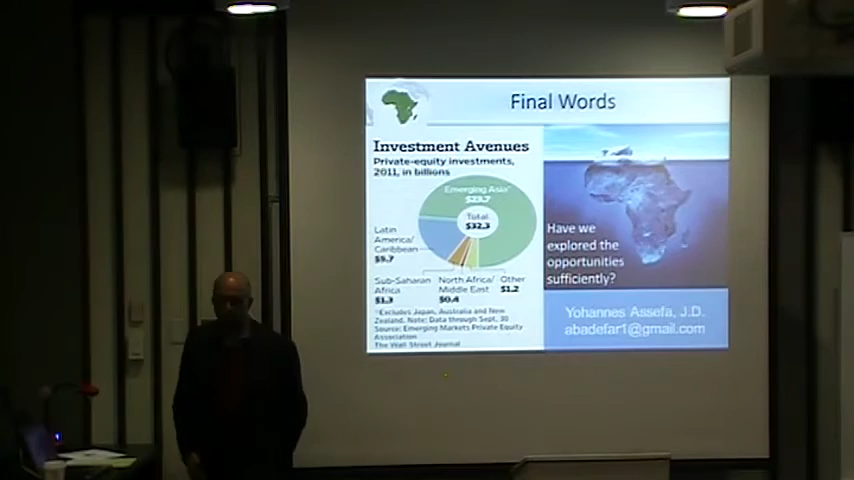 Final Words
Investment Avenues
Private-equity investments,
2011, in billions
Emerging Asia*
$23.7
Total
$32.3
Latin
America/
Caribbean
$5.7
Sub-Saharan
Africa
$1.3
North Africa/
Middle East
$0.4
Other
$1.2
*Excludes Japan, Australia and New
Zealand. Note: Data through Sept. 30
Source: Emerging Markets Private Equity
Association
The Wall Street Journal
Have we
explored the
opportunities
sufficiently?
Yohannes Assefa, J.D.
abadefar1@gmail.com